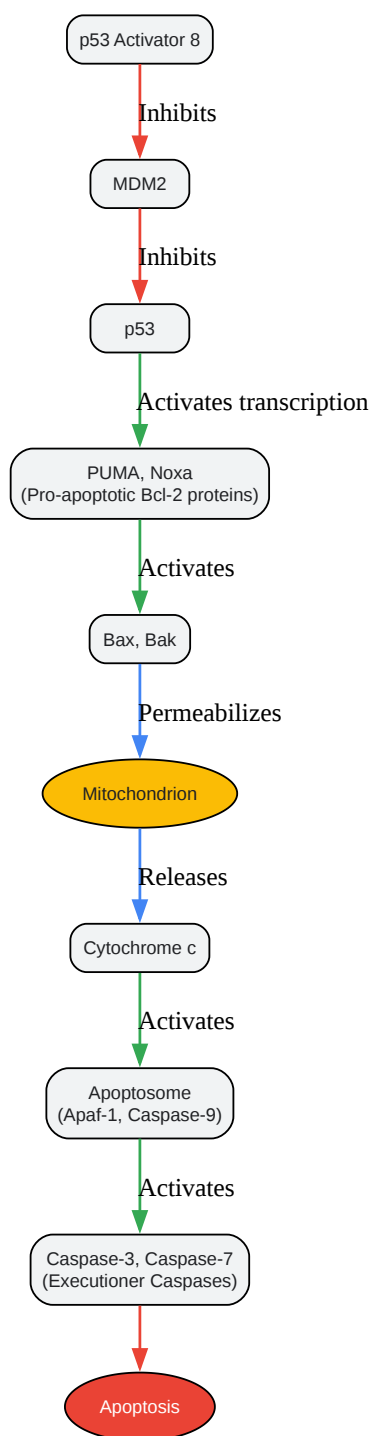 p53 Activator 8
Inhibits
MDM2
Inhibits
p53
Activates transcription
PUMA, Noxa
(Pro-apoptotic Bcl-2 proteins)
Activates
Bax, Bak
Permeabilizes
Mitochondrion
Releases
Cytochrome c
Activates
Apoptosome
(Apaf-1, Caspase-9)
Activates
Caspase-3, Caspase-7
(Executioner Caspases)
Apoptosis